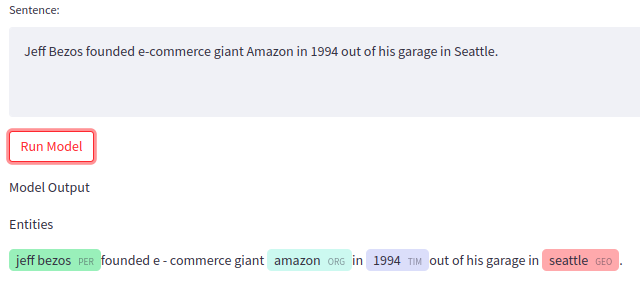 Sentence:
Jeff Bezos founded e-commerce giant Amazon in 1994 out of his garage in Seattle.
Run Model
Model Output
Entities
jeff bezos PER founded e - commerce giant amazon ORG in 1994 TIM out of his garage in seattle GEO .